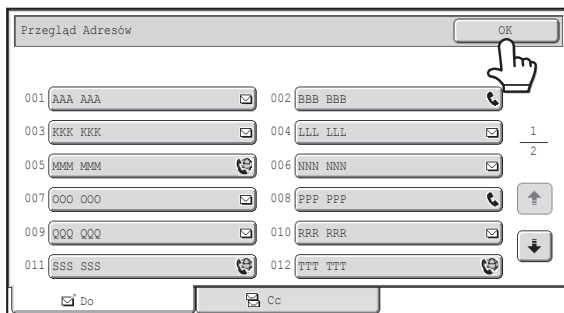 Przegląd Adresów OK
001 AAA AAA 002 BBB BBB
003 KKK KKK 004 LLL LLL 1
005 MMM MMM 006 NNN NNN 2
007 OOO OOO 008 PPP PPP
009 QQQ QQQ 010 RRR RRR
011 SSS SSS 012 TTT TTT
Do Cc